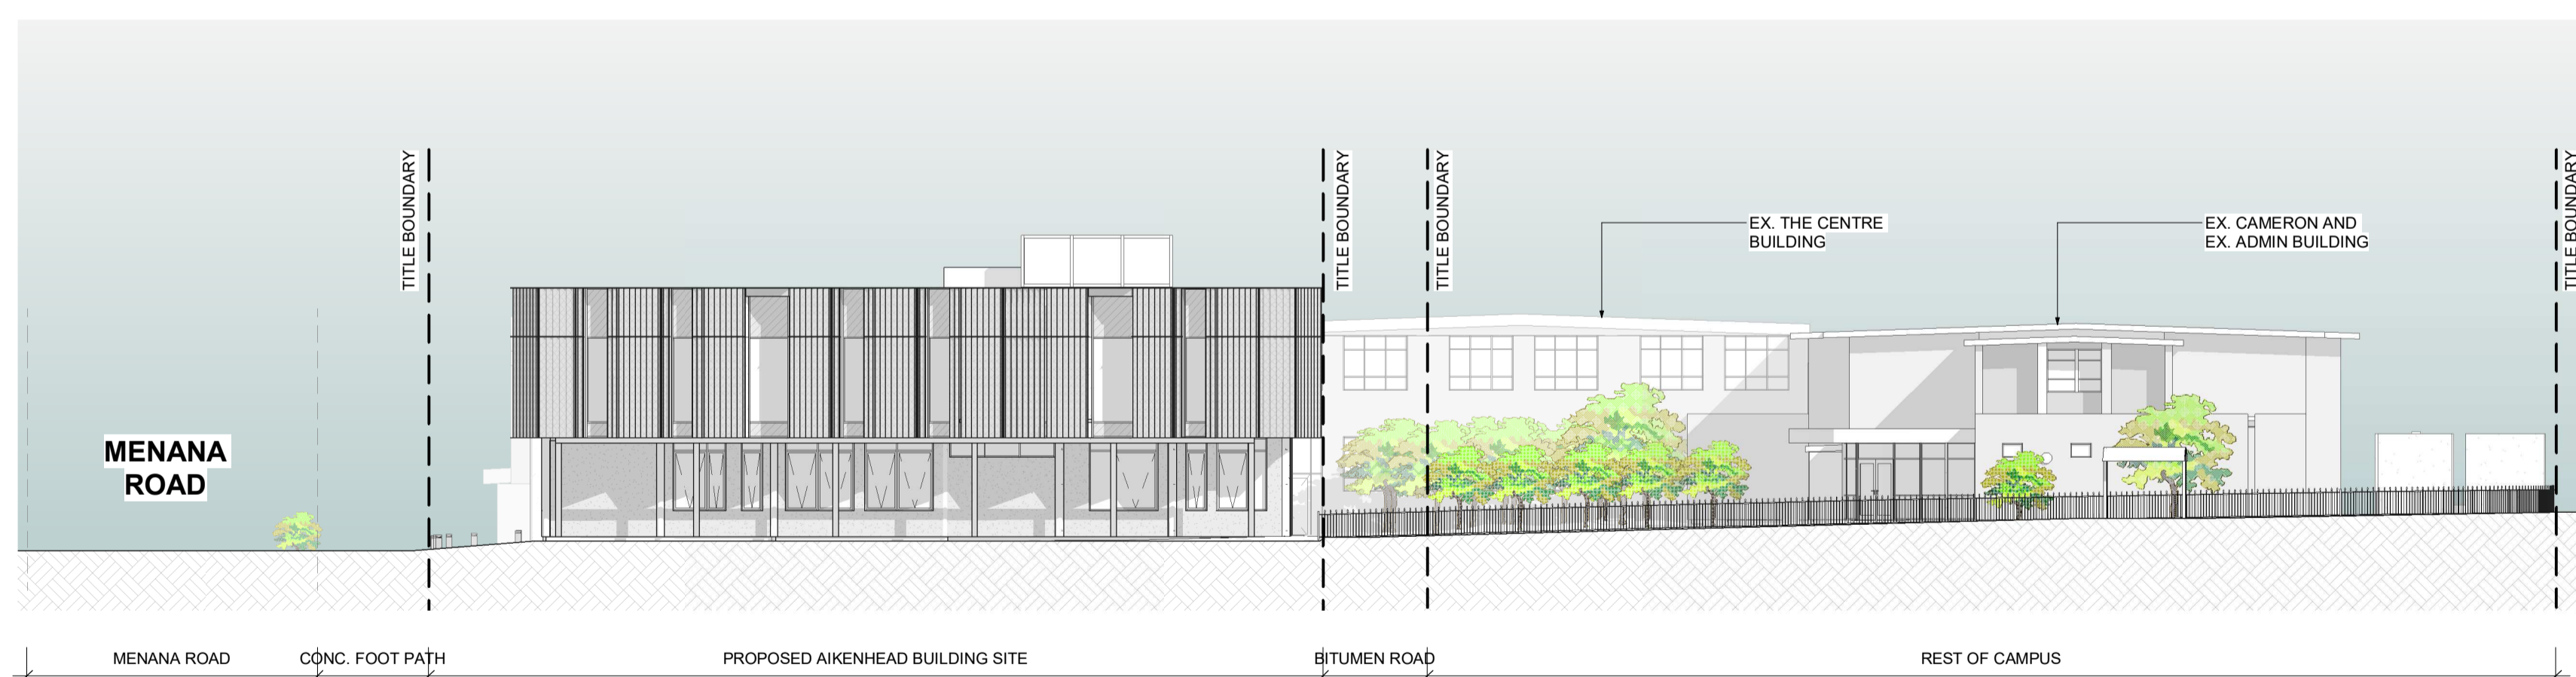 TITLE BOUNDARY
TITLE BOUNDARY
TITLE BOUNDARY
TITLE BOUNDARY
EX. THE CENTRE
BUILDING
EX. CAMERON AND
EX. ADMIN BUILDING
MENANA
ROAD
MENANA ROAD
CONC. FOOT PATH
PROPOSED AIKENHEAD BUILDING SITE
BITUMEN ROAD
REST OF CAMPUS